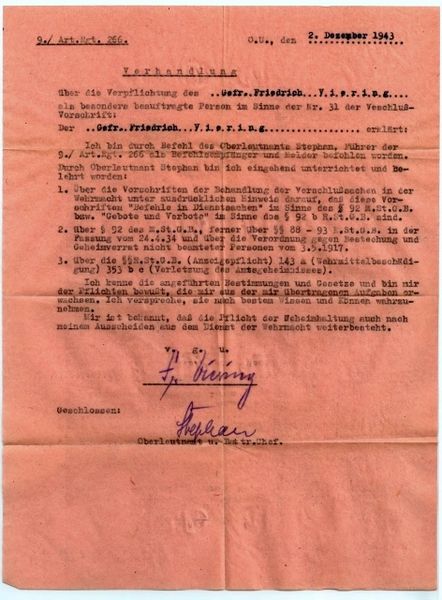 9./ Art.Rgt. 266.
O.U., den 2. Dezember 1943
Verhandlung
über die Verpflichtung des ..Gefr. Friedrich V i e r i n g....
als besonders beauftragte Person im Sinne der Nr. 31 der Veschluß-
Vorschrift:
Der ..Gefr. Friedrich V i e r i n g........ erklärt:
Ich bin durch Befehl des Oberleutnants Stephan, Führer der
9./ Art.Rgt. 266 als Befehlsempfänger und Melder befohlen worden.
Durch Oberleutnant Stephan bin ich eingehend unterrichtet und be-
lehrt worden:
1. Über die Vorschriften der Behandlung der Verschlußsachen in der
Wehrmacht unter ausdrücklichem Hinweis darauf, daß diese Vor-
schriften "Befehle in Dienstsachen" im Sinne des § 92 M.St.G.B
bzw. "Gebote und Verbote" im Sinne des § 92 b R.St.G.B sind.
2. Über § 92 des M.St.G.B., ferner Über §§ 88 - 93 R.St.G.B in der
Fassung vom 24.4.34 und über die Verordnung gegen Bestechung und
Geheimverrat nicht beamteter Personen vom 3.5.1917.
3. Über die §§R.St.G.B (Anzeigepflicht) 143 a (Wehrmittelbeschäd-
igung) 353 b c (Verletzung des Amtsgeheimnisses).
Ich kenne die angeführten Bestimmungen und Gesetze und bin mir
der Pflichten bewußt, die mir aus der mir übertragenen Aufgaben er-
wachsen. Ich verspreche, sie nach bestem Wissen und Können wahrzu-
nehmen.
Mir ist bekannt, daß die Pflicht der Geheimhaltung auch nach
meinem Ausscheiden aus dem Dienst der Wehrmacht weiterbesteht.
v. g. u.
Fr. Viering
Geschlossen:
Stephan
Oberleutnant u. Battr.Chef.